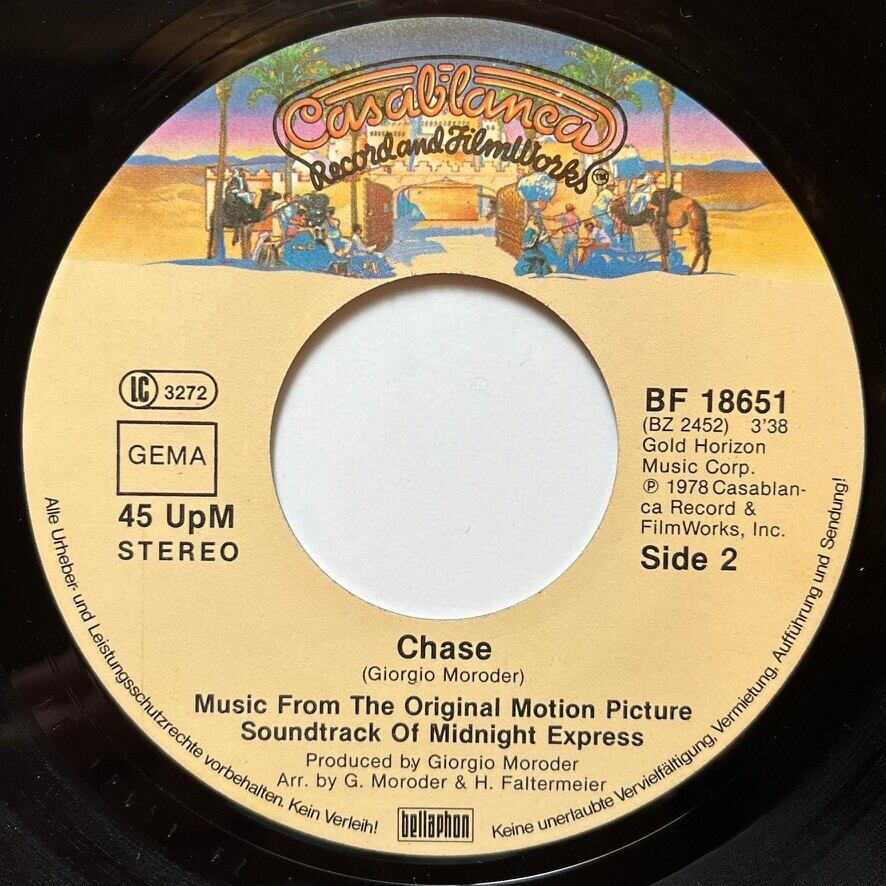 Casablanca
Record and FilmWorks TM
LC 3272
GEMA
45 UpM
STEREO
BF 18651
(BZ 2452) 3'38
Gold Horizon
Music Corp.
℗ 1978 Casablan-
ca Record &
FilmWorks, Inc.
Side 2
Chase
(Giorgio Moroder)
Music From The Original Motion Picture
Soundtrack Of Midnight Express
Produced by Giorgio Moroder
Arr. by G. Moroder & H. Faltermeier
bellaphon
Alle Urheber- und Leistungsschutzrechte vorbehalten. Kein Verleih! Keine unerlaubte Vervielfältigung, Vermietung, Aufführung und Sendung!